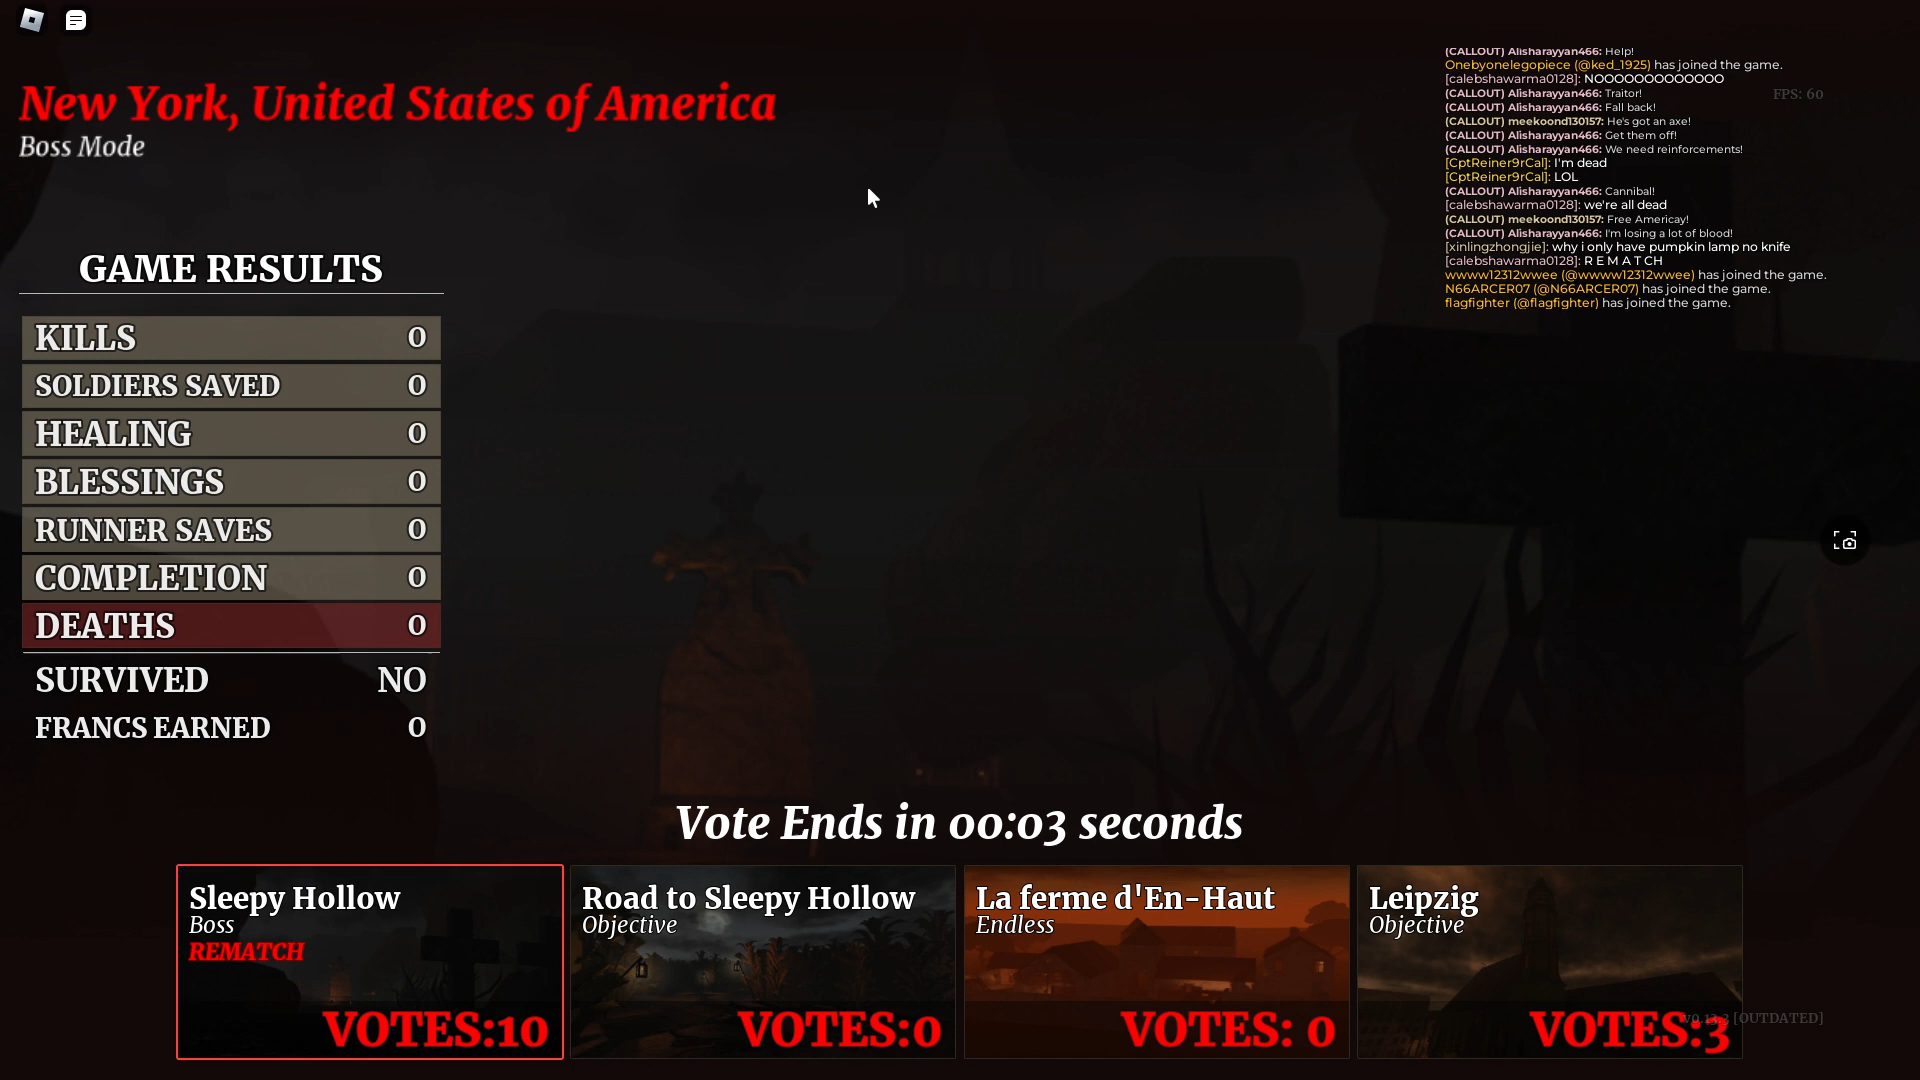 New York, United States of America
Boss Mode
(CALLOUT) Alisharayyan466: Help!
Onebyonelegopiece (@ked_1925) has joined the game.
[calebshawarma0128]: NOOOOOOOOOOOOO
(CALLOUT) Alisharayyan466: Traitor!
(CALLOUT) Alisharayyan466: Fall back!
(CALLOUT) meekoond130157: He's got an axe!
(CALLOUT) Alisharayyan466: Get them off!
(CALLOUT) Alisharayyan466: We need reinforcements!
[CptReiner9rCal]: I'm dead
[CptReiner9rCal]: LOL
(CALLOUT) Alisharayyan466: Cannibal!
[calebshawarma0128]: we're all dead
(CALLOUT) meekoond130157: Free Americay!
(CALLOUT) Alisharayyan466: I'm losing a lot of blood!
[xinlingzhongjie]: why i only have pumpkin lamp no knife
[calebshawarma0128]: R E M A T CH
wwww12312wwee (@wwww12312wwee) has joined the game.
N66ARCER07 (@N66ARCER07) has joined the game.
flagfighter (@flagfighter) has joined the game.
FPS: 60
GAME RESULTS
KILLS 0
SOLDIERS SAVED 0
HEALING 0
BLESSINGS 0
RUNNER SAVES 0
COMPLETION 0
DEATHS 0
SURVIVED NO
FRANCS EARNED 0
Vote Ends in 00:03 seconds
Sleepy Hollow
Boss
REMATCH
VOTES:10
Road to Sleepy Hollow
Objective
VOTES:0
La ferme d'En-Haut
Endless
VOTES: 0
Leipzig
Objective
VOTES:3
v0.13.3 [OUTDATED]